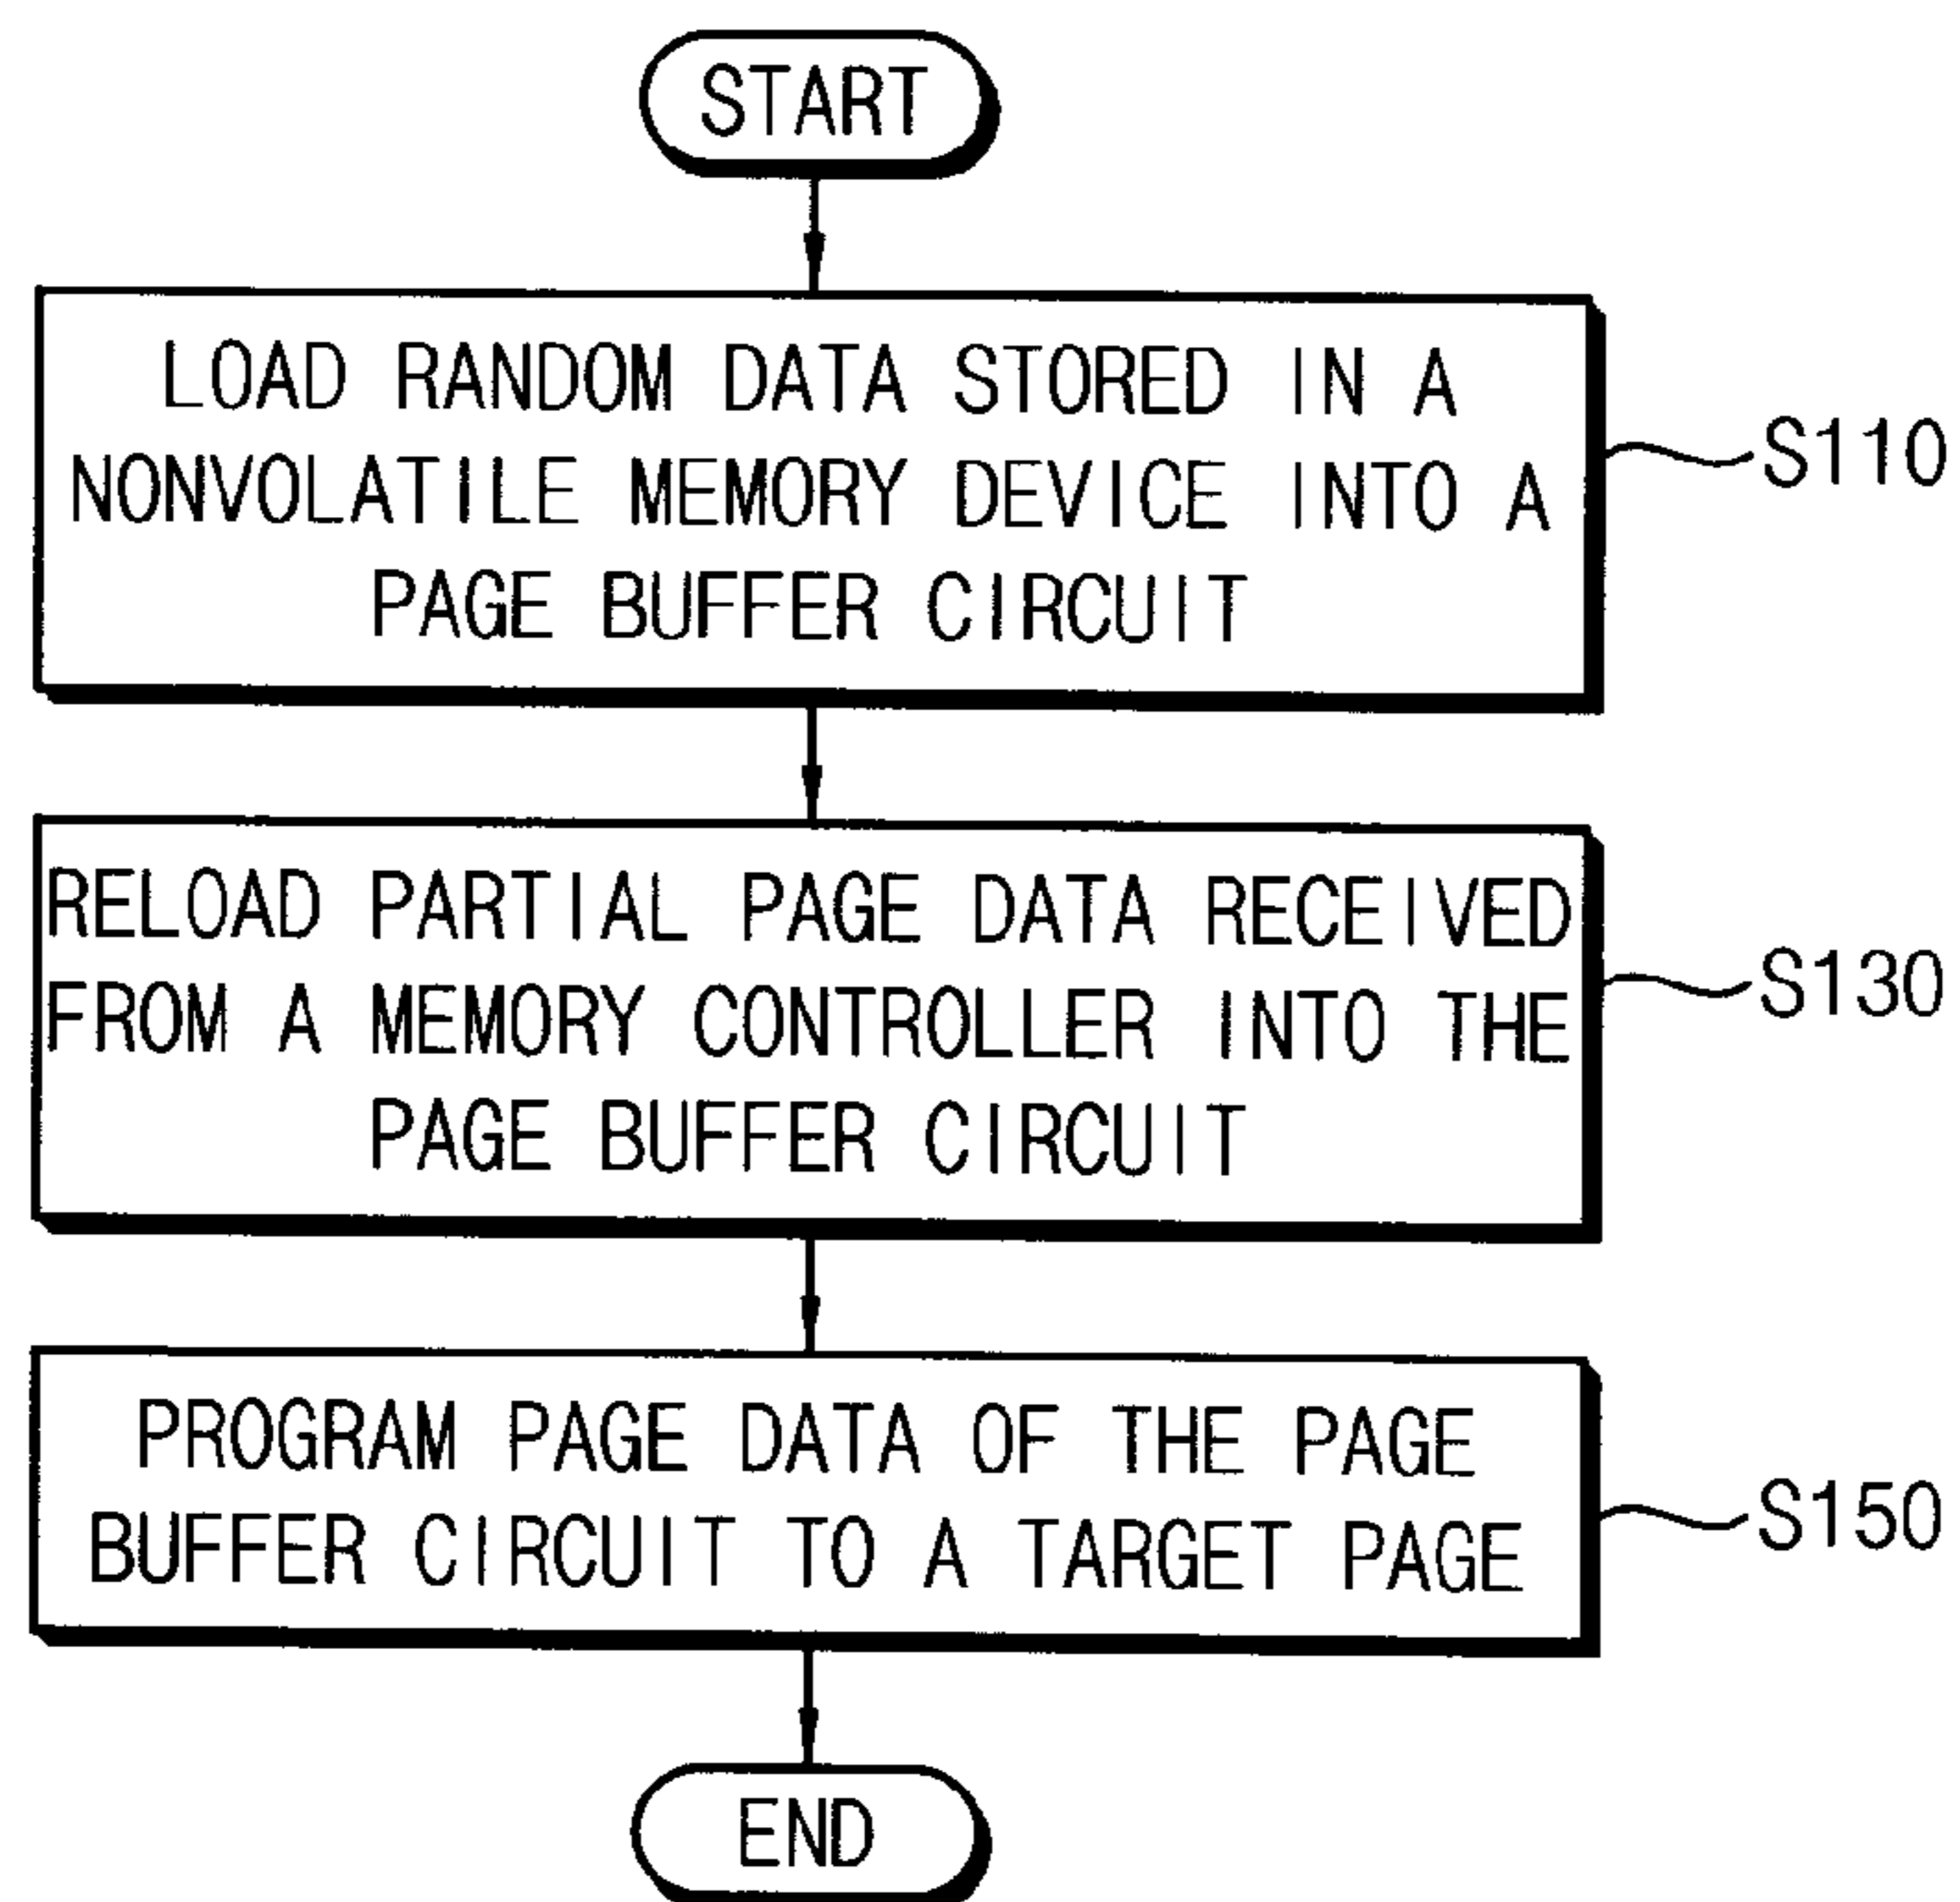 START
LOAD RANDOM DATA STORED IN A
NONVOLATILE MEMORY DEVICE INTO A
PAGE BUFFER CIRCUIT
S110
RELOAD PARTIAL PAGE DATA RECEIVED
FROM A MEMORY CONTROLLER INTO THE
PAGE BUFFER CIRCUIT
S130
PROGRAM PAGE DATA OF THE PAGE
BUFFER CIRCUIT TO A TARGET PAGE
S150
END